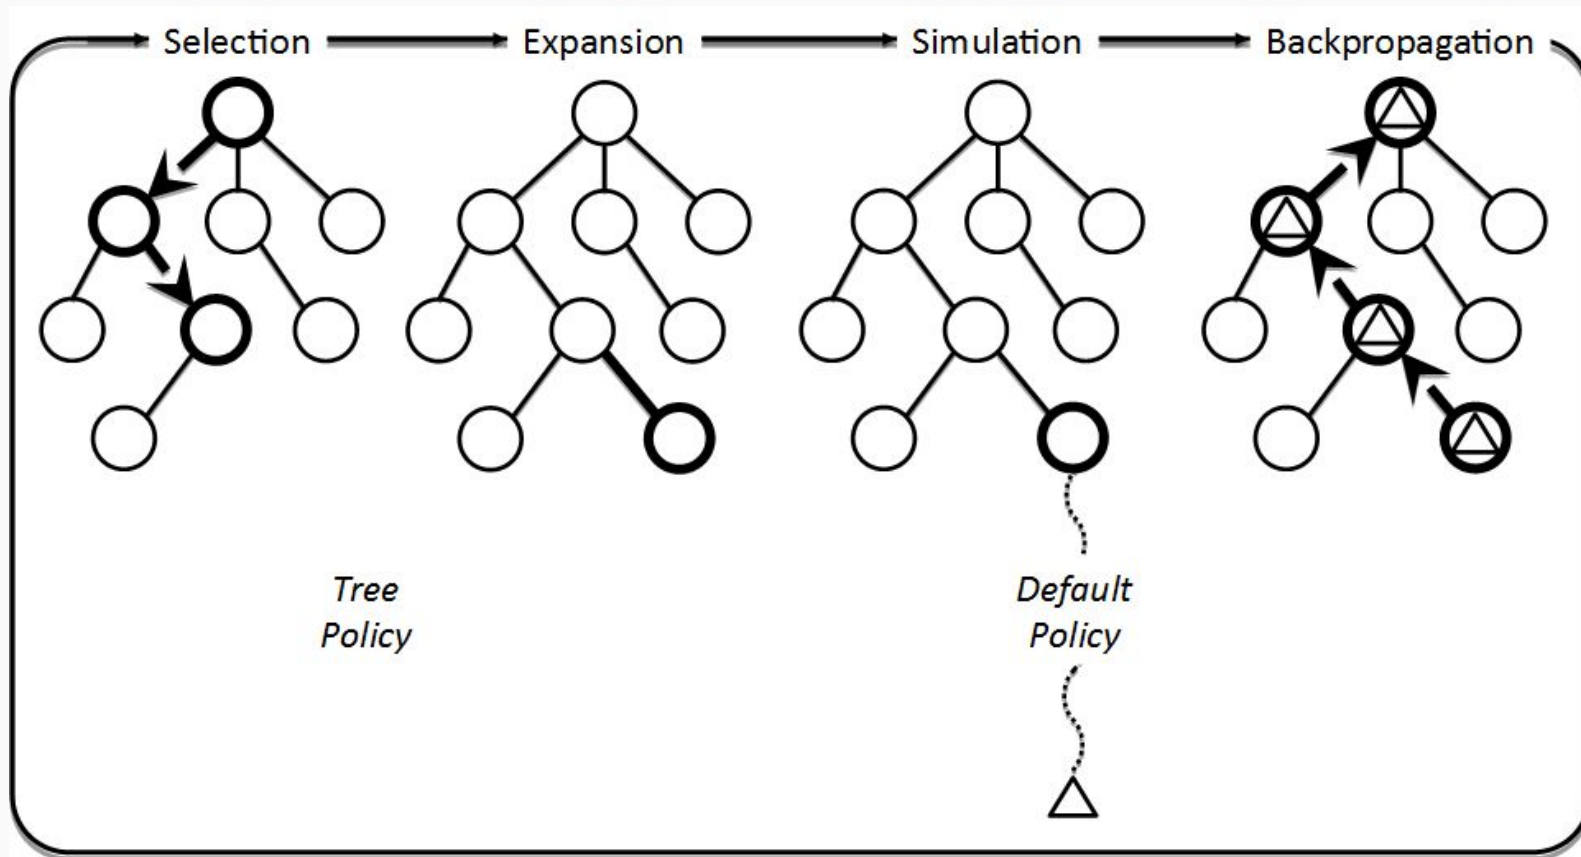 Selection
Expansion
Simulation
Backpropagation
Tree
Policy
Default
Policy